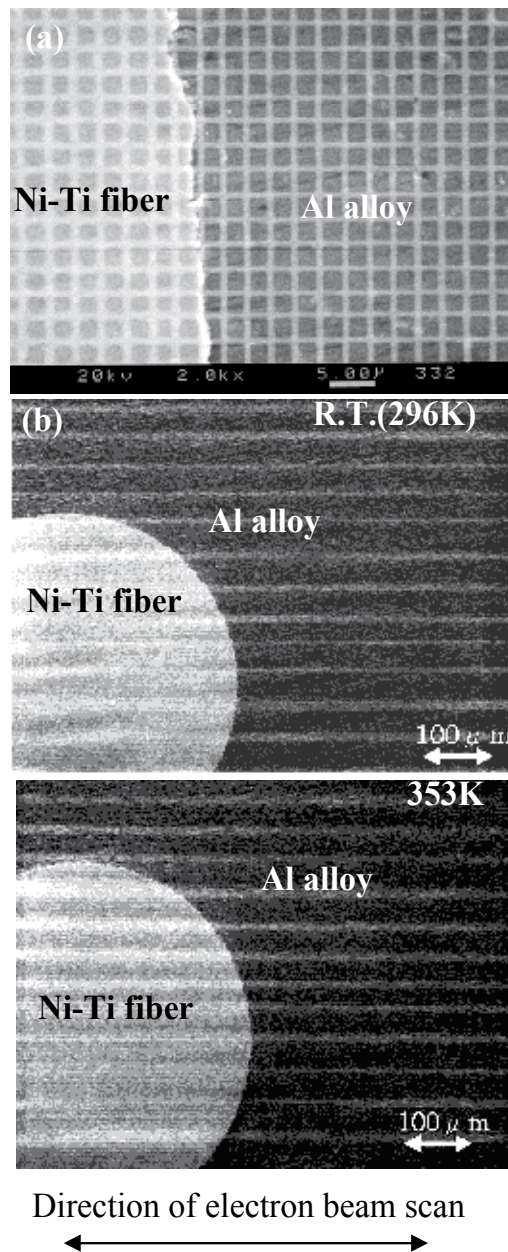 (a)
Ni-Ti fiber
Al alloy
20kv 2.0kx 5.00μ 332
(b)
R.T.(296K)
Al alloy
Ni-Ti fiber
100 μ m
353K
Al alloy
Ni-Ti fiber
100 μ m
Direction of electron beam scan